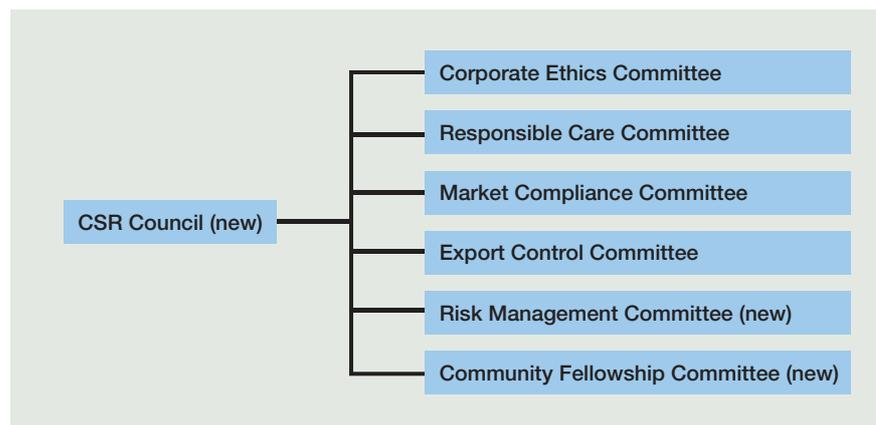 CSR Council (new)
Corporate Ethics Committee
Responsible Care Committee
Market Compliance Committee
Export Control Committee
Risk Management Committee (new)
Community Fellowship Committee (new)